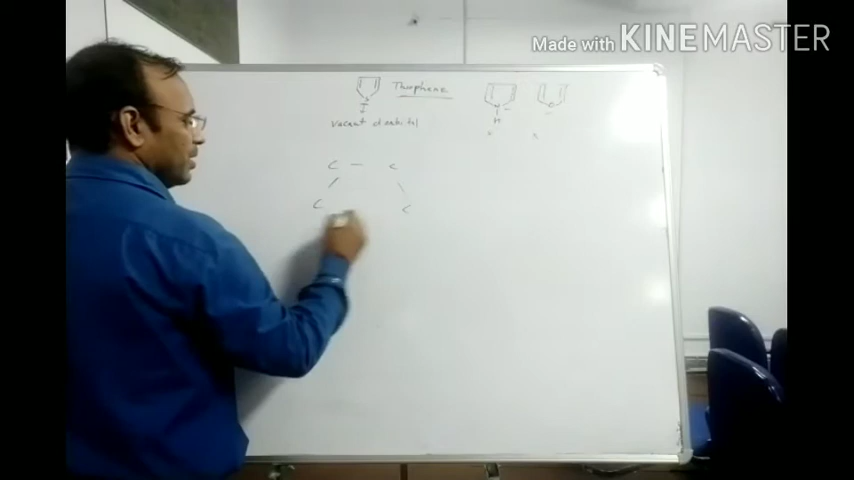 Made with KINEMASTER
Thiophene
S
N
H
O
vacant d orbital
C — C
C C